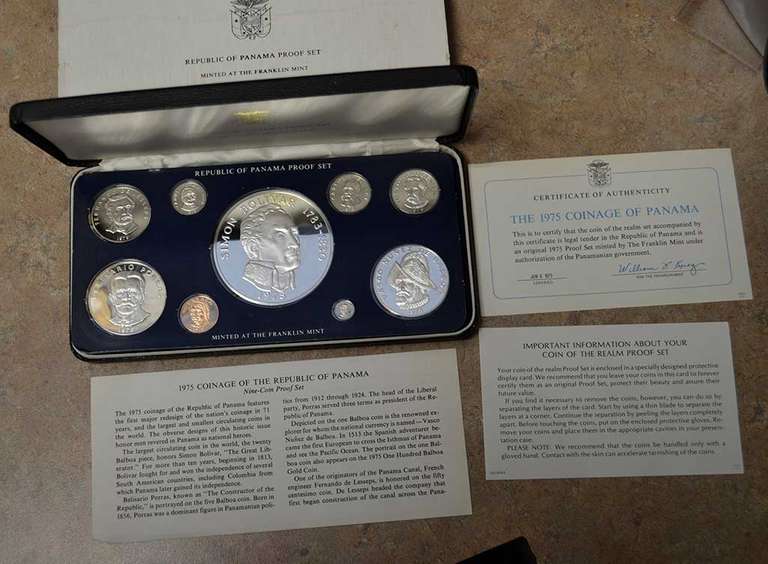 REPUBLIC OF PANAMA PROOF SET
MINTED AT THE FRANKLIN MINT
REPUBLIC OF PANAMA PROOF SET
SIMON BOLIVAR 1783-1830
1975
MINTED AT THE FRANKLIN MINT
CERTIFICATE OF AUTHENTICITY
THE 1975 COINAGE OF PANAMA
This is to certify that the coin of the realm set accompanied by
this certificate is legal tender in the Republic of Panama and is
an original 1975 Proof Set minted by The Franklin Mint under
authorization of the Panamanian government.
IMPORTANT INFORMATION ABOUT YOUR
COIN OF THE REALM PROOF SET
Your coin of the realm Proof Set is enclosed in a specially designed protective
display card. We recommend that you leave your coins in this card to forever
certify them as an original Proof Set, protect their beauty and assure their
future value.
If you find it necessary to remove the coins, however, you can do so by
separating the layers of the card. Start by using a thin blade to separate the
layers at a corner. Continue the separation by peeling the layers completely
apart. Before touching the coins, put on the enclosed protective gloves. Re-
move your coins and place them in the appropriate cavities in your presen-
tation case.
PLEASE NOTE: We recommend that the coins be handled only with a
gloved hand. Contact with the skin can accelerate tarnishing of the coins.
1975 COINAGE OF THE REPUBLIC OF PANAMA
Nine-Coin Proof Set
The 1975 coinage of the Republic of Panama features
the first major redesign of the nation's coinage in 71
years, and the largest and smallest circulating coins in
the world. The obverse designs of this historic issue
honor men revered in Panama as national heroes.
The largest circulating coin in the world, the twenty
Balboa piece, honors Simon Bolivar, "The Great Lib-
erator." For more than ten years, beginning in 1813,
Bolivar fought for and won the independence of several
South American countries, including Colombia from
which Panama later gained its independence.
Belisario Porras, known as "The Constructor of the
Republic," is portrayed on the five Balboa coin. Born in
1856, Porras was a dominant figure in Panamanian poli-
tics from 1912 through 1924. The head of the Liberal
party, Porras served three terms as president of the Re-
public of Panama.
Depicted on the one Balboa coin is the renowned ex-
plorer for whom the nation's currency is named—Vasco
Nuñez de Balboa. In 1513 the Spanish adventurer be-
came the first European to cross the Isthmus of Panama
and see the Pacific Ocean. The portrait on the one Bal-
boa coin also appears on the 1975 One Hundred Balboa
Gold Coin.
One of the originators of the Panama Canal, French
engineer Fernando de Lesseps, is honored on the fifty
centesimo coin. De Lesseps headed the company that
first began construction of the canal across the Pana-